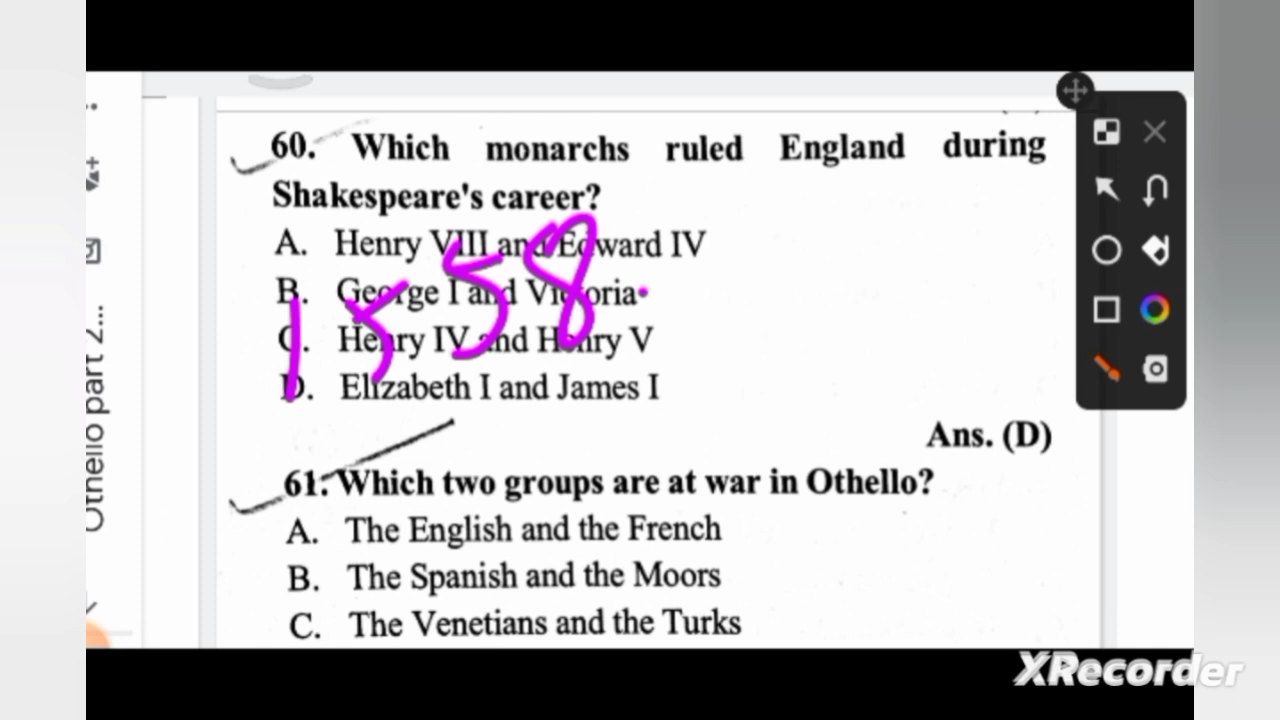 60. Which monarchs ruled England during
Shakespeare's career?
A. Henry VIII and Edward IV
B. George I and Victoria
C. Henry IV and Henry V
D. Elizabeth I and James I
1558
Ans. (D)
61. Which two groups are at war in Othello?
A. The English and the French
B. The Spanish and the Moors
C. The Venetians and the Turks
Othello part 2...
XRecorder